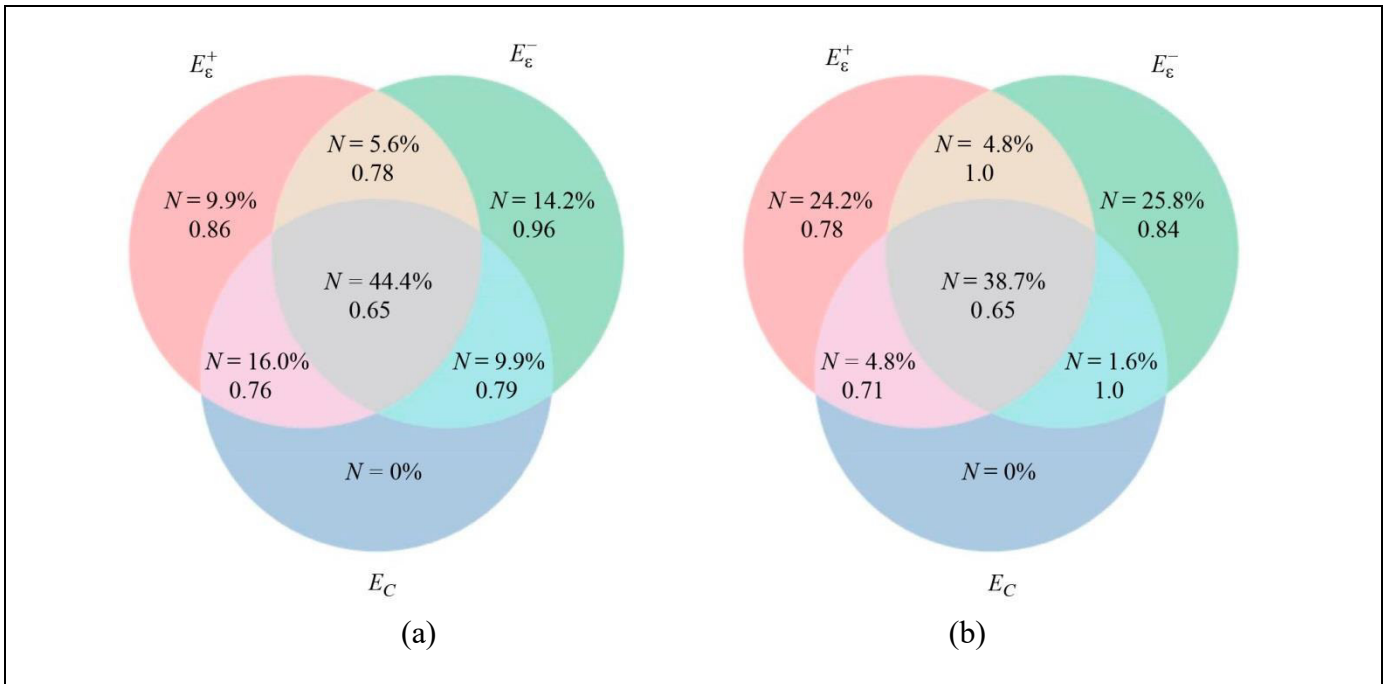 E_ε^+
E_ε^-
N = 5.6%
0.78
N = 9.9%
0.86
N = 14.2%
0.96
N = 44.4%
0.65
N = 16.0%
0.76
N = 9.9%
0.79
N = 0%
E_C
(a)
E_ε^+
E_ε^-
N = 4.8%
1.0
N = 24.2%
0.78
N = 25.8%
0.84
N = 38.7%
0.65
N = 4.8%
0.71
N = 1.6%
1.0
N = 0%
E_C
(b)